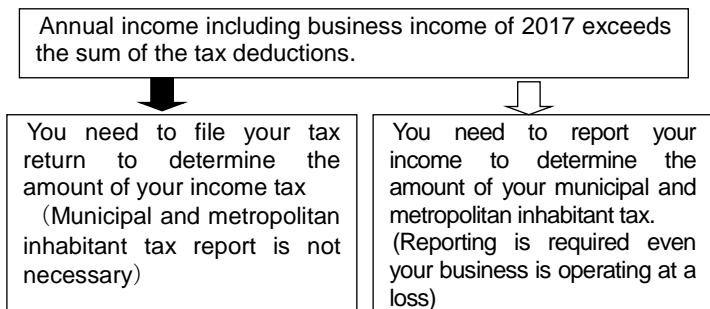 Annual income including business income of 2017 exceeds
the sum of the tax deductions.
You need to file your tax
return to determine the
amount of your income tax
（Municipal and metropolitan
inhabitant tax report is not
necessary）
You need to report your
income to determine the
amount of your municipal and
metropolitan inhabitant tax.
(Reporting is required even
your business is operating at a
loss)